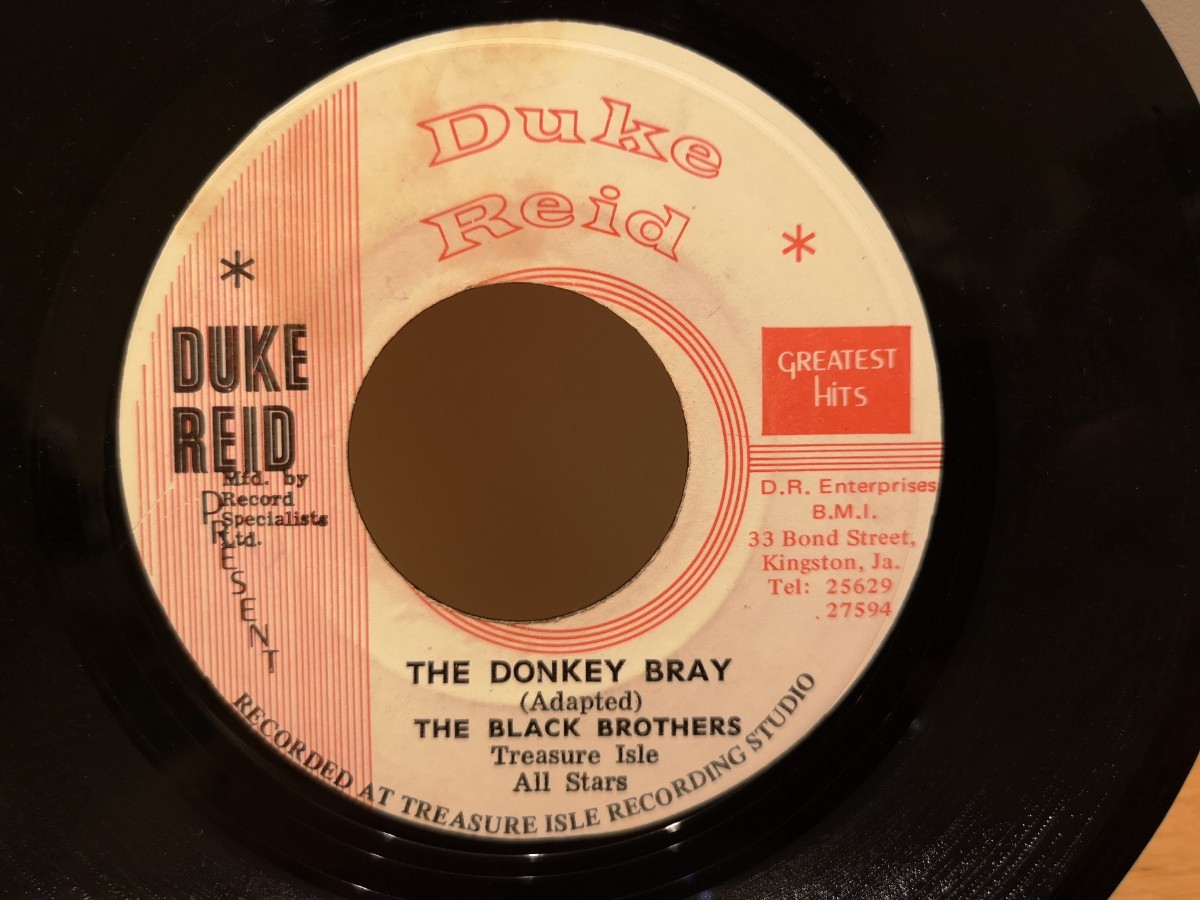 Duke
Reid
*
*
DUKE
REID
Mfd. by
Record
Specialists
Ltd.
PRESENT
GREATEST
HITS
D.R. Enterprises
B.M.I.
33 Bond Street,
Kingston, Ja.
Tel: 25629
27594
THE DONKEY BRAY
(Adapted)
THE BLACK BROTHERS
Treasure Isle
All Stars
RECORDED AT TREASURE ISLE RECORDING STUDIO